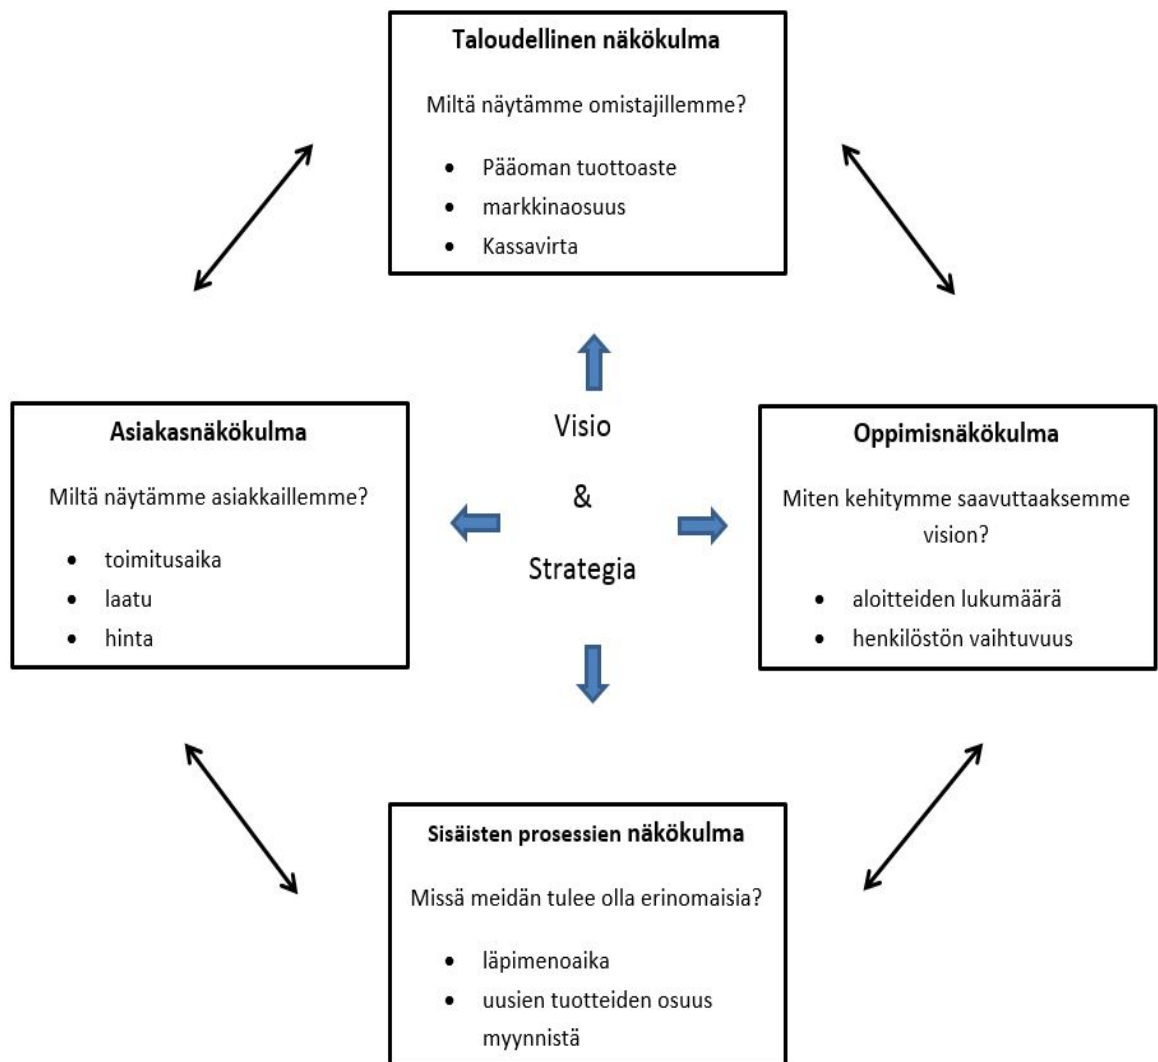 Taloudellinen näkökulma
Miltä näytämme omistajillemme?
• Pääoman tuottoaste
• markkinaosuus
• Kassavirta
Asiakasnäkökulma
Miltä näytämme asiakkaillemme?
• toimitusaika
• laatu
• hinta
Visio
&
Strategia
Oppimisnäkökulma
Miten kehitymme saavuttaaksemme
vision?
• aloitteiden lukumäärä
• henkilöstön vaihtuvuus
Sisäisten prosessien näkökulma
Missä meidän tulee olla erinomaisia?
• läpimenoaika
• uusien tuotteiden osuus
myynnistä